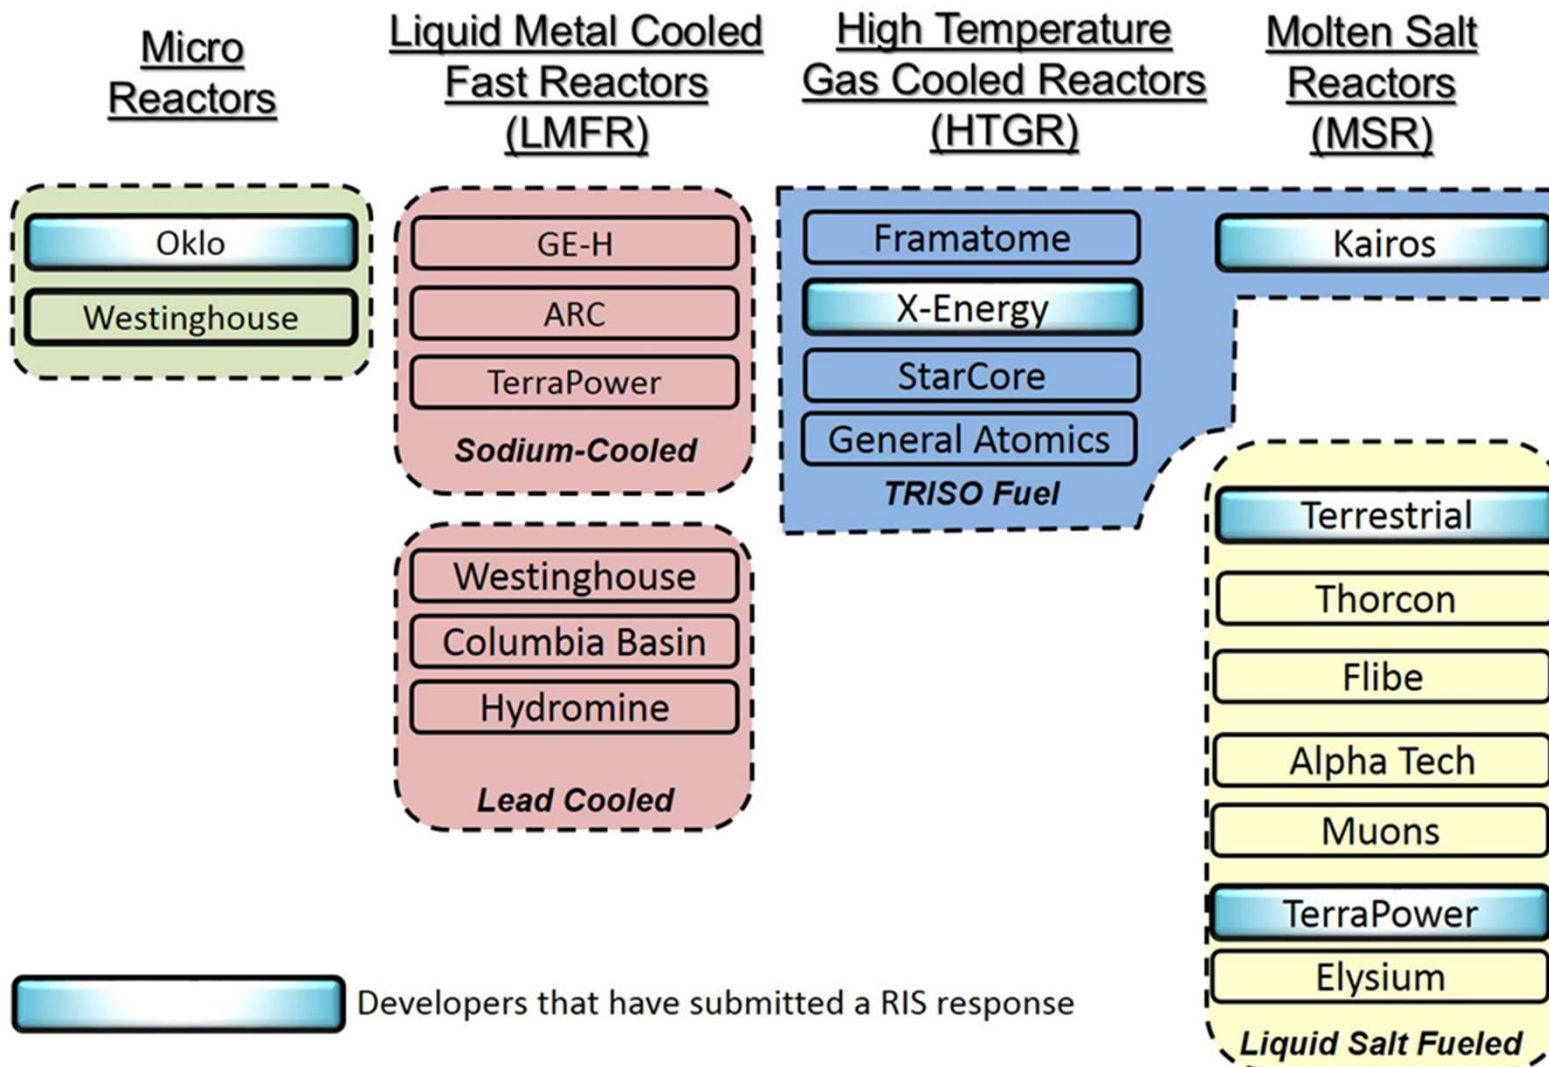 Micro
Reactors
Liquid Metal Cooled
Fast Reactors
(LMFR)
High Temperature
Gas Cooled Reactors
(HTGR)
Molten Salt
Reactors
(MSR)
Oklo
Westinghouse
GE-H
ARC
TerraPower
Sodium-Cooled
Westinghouse
Columbia Basin
Hydromine
Lead Cooled
Framatome
X-Energy
StarCore
General Atomics
TRISO Fuel
Kairos
Terrestrial
Thorcon
Flibe
Alpha Tech
Muons
TerraPower
Elysium
Liquid Salt Fueled
Developers that have submitted a RIS response